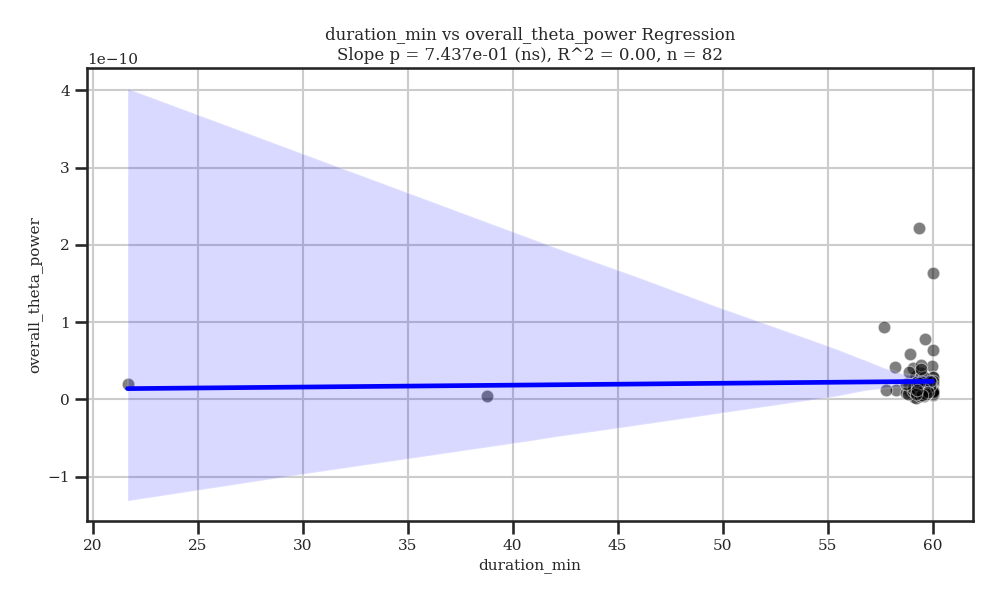 duration_min vs overall_theta_power Regression
Slope p = 7.437e-01 (ns), R^2 = 0.00, n = 82
1e−10
4
3
2
1
0
−1
overall_theta_power
20 25 30 35 40 45 50 55 60
duration_min